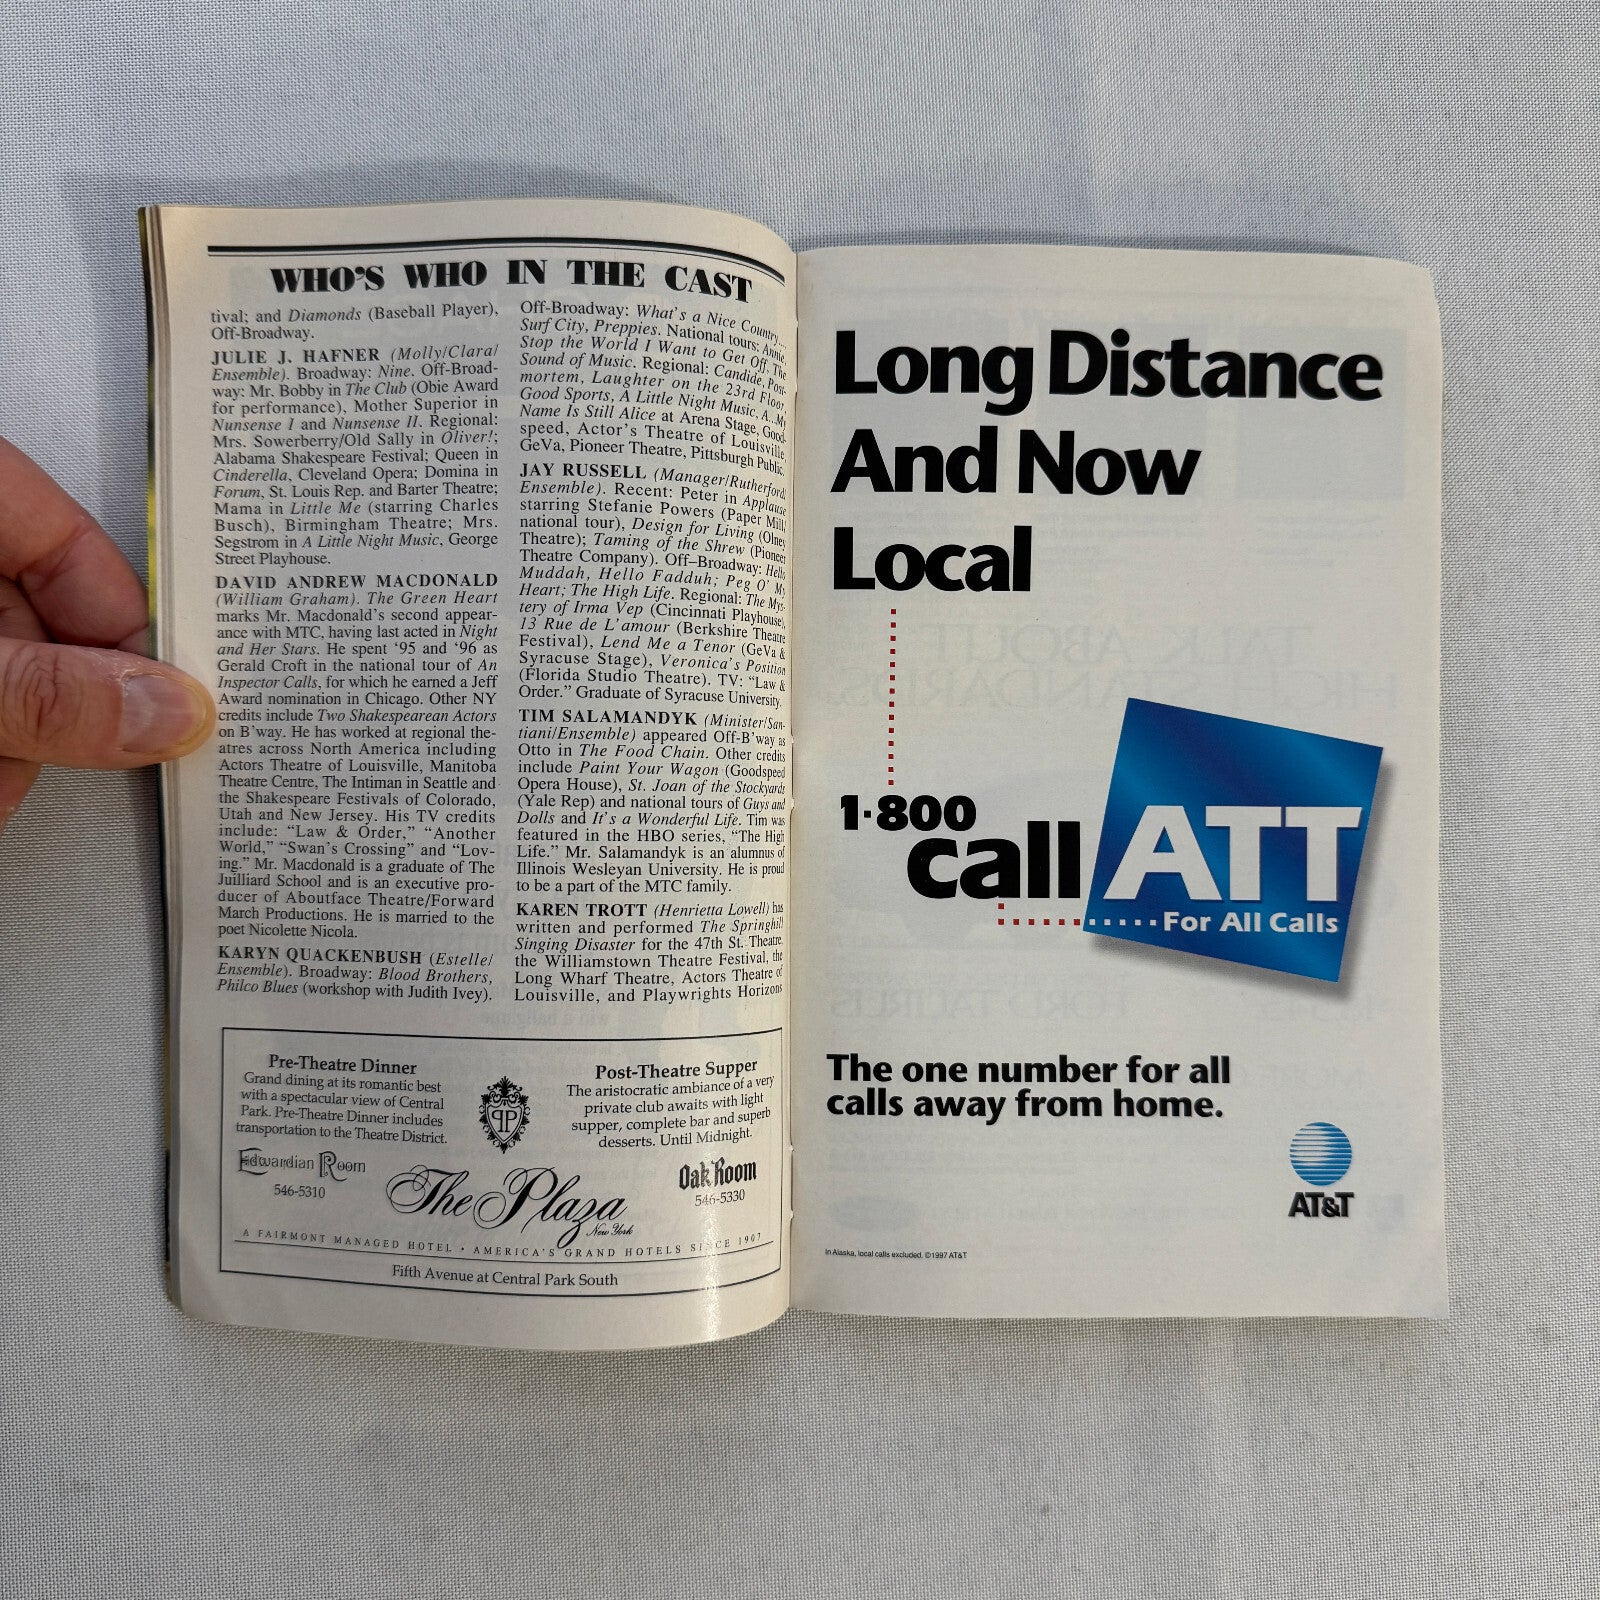 WHO'S WHO IN THE CAST
tival; and Diamonds (Baseball Player),
Off-Broadway.
JULIE J. HAFNER (Molly/Clara/
Ensemble). Broadway: Nine. Off-Broad-
way: Mr. Bobby in The Club (Obie Award
for performance), Mother Superior in
Nunsense I and Nunsense II. Regional:
Mrs. Sowerberry/Old Sally in Oliver!;
Alabama Shakespeare Festival; Queen in
Cinderella, Cleveland Opera; Domina in
Forum, St. Louis Rep. and Barter Theatre;
Mama in Little Me (starring Charles
Busch), Birmingham Theatre; Mrs.
Segstrom in A Little Night Music, George
Street Playhouse.
DAVID ANDREW MACDONALD
(William Graham). The Green Heart
marks Mr. Macdonald's second appear-
ance with MTC, having last acted in Night
and Her Stars. He spent '95 and '96 as
Gerald Croft in the national tour of An
Inspector Calls, for which he earned a Jeff
Award nomination in Chicago. Other NY
credits include Two Shakespearean Actors
on B'way. He has worked at regional the-
atres across North America including
Actors Theatre of Louisville, Manitoba
Theatre Centre, The Intiman in Seattle and
the Shakespeare Festivals of Colorado,
Utah and New Jersey. His TV credits
include: "Law & Order," "Another
World," "Swan's Crossing" and "Lov-
ing." Mr. Macdonald is a graduate of The
Juilliard School and is an executive pro-
ducer of Aboutface Theatre/Forward
March Productions. He is married to the
poet Nicolette Nicola.
KARYN QUACKENBUSH (Estelle/
Ensemble). Broadway: Blood Brothers,
Philco Blues (workshop with Judith Ivey).
Off-Broadway: What's a Nice Country...,
Surf City, Preppies. National tours: Annie,
Stop the World I Want to Get Off, The
Sound of Music. Regional: Candide, Post-
mortem, Laughter on the 23rd Floor,
Good Sports, A Little Night Music, A...My
Name Is Still Alice at Arena Stage, Good-
speed, Actor's Theatre of Louisville,
GeVa, Pioneer Theatre, Pittsburgh Public.
JAY RUSSELL (Manager/Rutherford/
Ensemble). Recent: Peter in Applause
starring Stefanie Powers (Paper Mill/
national tour), Design for Living (Olney
Theatre); Taming of the Shrew (Pioneer
Theatre Company). Off–Broadway: Hello
Muddah, Hello Fadduh; Peg O' My
Heart; The High Life. Regional: The Mys-
tery of Irma Vep (Cincinnati Playhouse),
13 Rue de L'amour (Berkshire Theatre
Festival), Lend Me a Tenor (GeVa &
Syracuse Stage), Veronica's Position
(Florida Studio Theatre). TV: "Law &
Order." Graduate of Syracuse University.
TIM SALAMANDYK (Minister/San-
tiani/Ensemble) appeared Off-B'way as
Otto in The Food Chain. Other credits
include Paint Your Wagon (Goodspeed
Opera House), St. Joan of the Stockyards
(Yale Rep) and national tours of Guys and
Dolls and It's a Wonderful Life. Tim was
featured in the HBO series, "The High
Life." Mr. Salamandyk is an alumnus of
Illinois Wesleyan University. He is proud
to be a part of the MTC family.
KAREN TROTT (Henrietta Lowell) has
written and performed The Springhill
Singing Disaster for the 47th St. Theatre,
the Williamstown Theatre Festival, the
Long Wharf Theatre, Actors Theatre of
Louisville, and Playwrights Horizons
Pre-Theatre Dinner
Grand dining at its romantic best
with a spectacular view of Central
Park. Pre-Theatre Dinner includes
transportation to the Theatre District.
Edwardian Room
546-5310
PP
Post-Theatre Supper
The aristocratic ambiance of a very
private club awaits with light
supper, complete bar and superb
desserts. Until Midnight.
Oak Room
546-5330
The Plaza
New York
A FAIRMONT MANAGED HOTEL • AMERICA'S GRAND HOTELS SINCE 1907
Fifth Avenue at Central Park South
Long Distance
And Now
Local
1·800
call ATT
For All Calls
The one number for all
calls away from home.
AT&T
In Alaska, local calls excluded. ©1997 AT&T